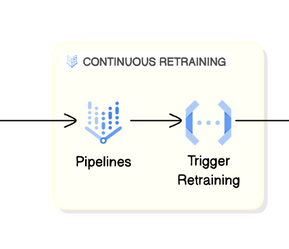 CONTINUOUS RETRAINING
Pipelines
Trigger
Retraining